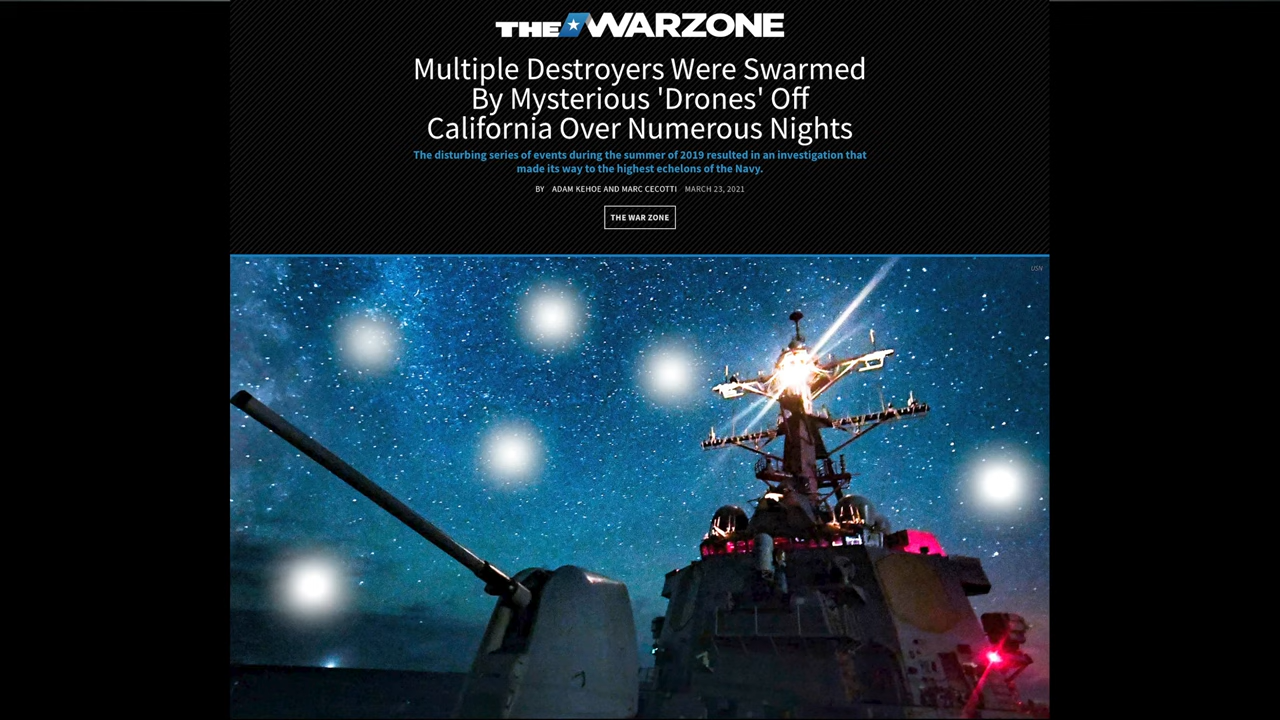 THE WARZONE
Multiple Destroyers Were Swarmed
By Mysterious 'Drones' Off
California Over Numerous Nights
The disturbing series of events during the summer of 2019 resulted in an investigation that
made its way to the highest echelons of the Navy.
BY ADAM KEHOE AND MARC CECOTTI MARCH 23, 2021
THE WAR ZONE
USN